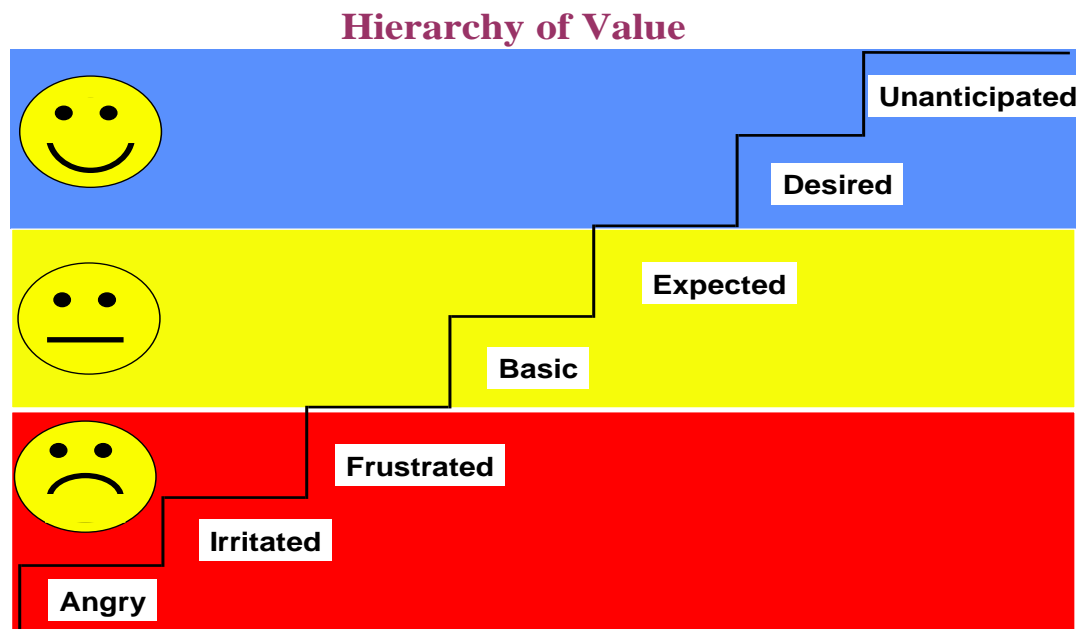 Hierarchy of Value
Unanticipated
Desired
Expected
Basic
Frustrated
Irritated
Angry